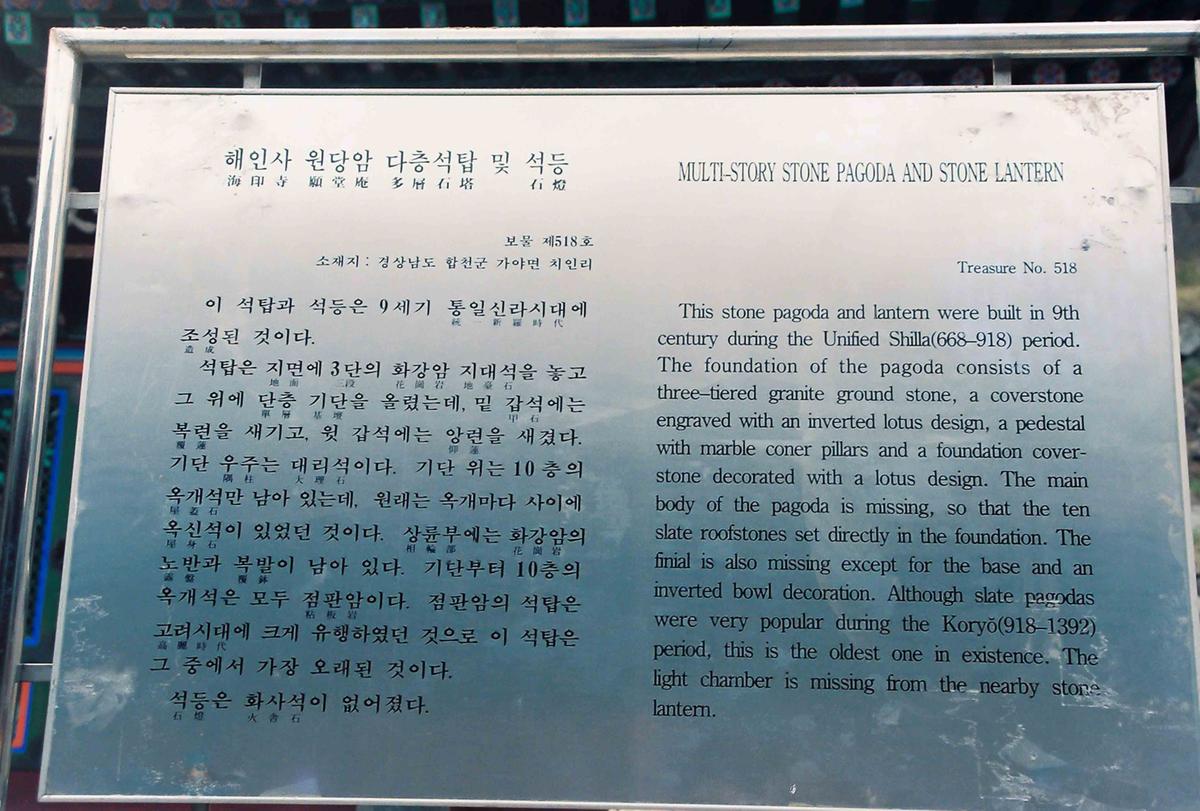 해인사 원당암 다층석탑 및 석등
海印寺 願堂庵 多層石塔 石燈
보물 제518호
소재지: 경상남도 합천군 가야면 치인리
이 석탑과 석등은 9세기 통일신라시대에
統一新羅時代
조성된 것이다.
造成
석탑은 지면에 3단의 화강암 지대석을 놓고
地面 三段 花崗岩 地臺石
그 위에 단층 기단을 올렸는데, 밑 갑석에는
單層 基壇 甲石
복련을 새기고, 윗 갑석에는 앙련을 새겼다.
覆蓮 仰蓮
기단 우주는 대리석이다. 기단 위는 10층의
隅柱 大理石
옥개석만 남아 있는데, 원래는 옥개마다 사이에
屋蓋石
옥신석이 있었던 것이다. 상륜부에는 화강암의
屋身石 相輪部 花崗岩
노반과 복발이 남아 있다. 기단부터 10층의
露盤 覆鉢
옥개석은 모두 점판암이다. 점판암의 석탑은
粘板岩
고려시대에 크게 유행하였던 것으로 이 석탑은
高麗時代
그 중에서 가장 오래된 것이다.
석등은 화사석이 없어졌다.
石燈 火舍石
MULTI-STORY STONE PAGODA AND STONE LANTERN
Treasure No. 518
This stone pagoda and lantern were built in 9th
century during the Unified Shilla(668–918) period.
The foundation of the pagoda consists of a
three–tiered granite ground stone, a coverstone
engraved with an inverted lotus design, a pedestal
with marble coner pillars and a foundation cover-
stone decorated with a lotus design. The main
body of the pagoda is missing, so that the ten
slate roofstones set directly in the foundation. The
finial is also missing except for the base and an
inverted bowl decoration. Although slate pagodas
were very popular during the Koryŏ(918–1392)
period, this is the oldest one in existence. The
light chamber is missing from the nearby stone
lantern.